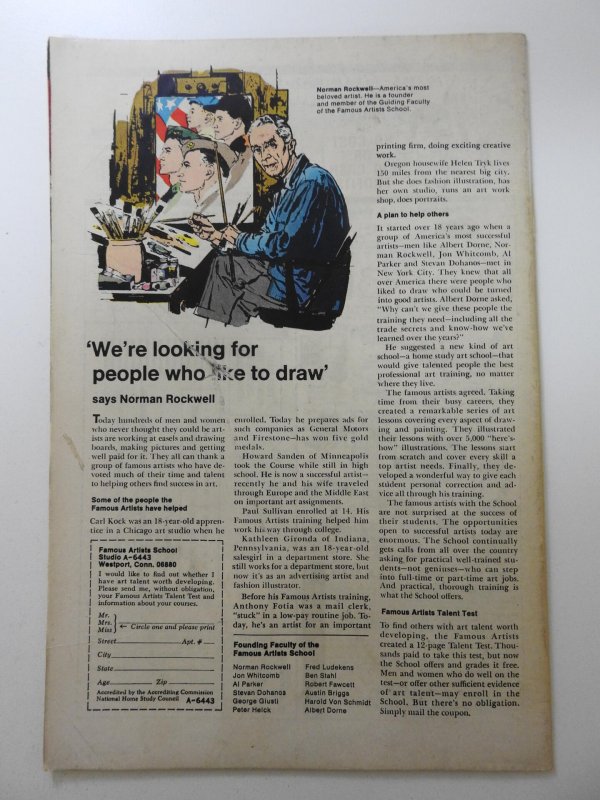 Norman Rockwell—America's most
beloved artist. He is a founder
and member of the Guiding Faculty
of the Famous Artists School.
'We're looking for
people who like to draw'
says Norman Rockwell
Today hundreds of men and women
who never thought they could be art-
ists are working at easels and drawing
boards, making pictures and getting
well paid for it. They all can thank a
group of famous artists who have de-
voted much of their time and talent
to helping others find success in art.
Some of the people the
Famous Artists have helped
Carl Kock was an 18-year-old appren-
tice in a Chicago art studio when he
Famous Artists School
Studio A-6443
Westport, Conn. 06880
I would like to find out whether I
have art talent worth developing.
Please send me, without obligation,
your Famous Artists Talent Test and
information about your courses.
Mr.
Mrs.
Miss
← Circle one and please print
Street Apt. #
City
State
Age Zip
Accredited by the Accrediting Commission
National Home Study Council A-6443
enrolled. Today he prepares ads for
such companies as General Motors
and Firestone—has won five gold
medals.
Howard Sanden of Minneapolis
took the Course while still in high
school. He is now a successful artist—
recently he and his wife traveled
through Europe and the Middle East
on important art assignments.
Paul Sullivan enrolled at 14. His
Famous Artists training helped him
work his way through college.
Kathleen Gironda of Indiana,
Pennsylvania, was an 18-year-old
salesgirl in a department store. She
still works for a department store, but
now it's as an advertising artist and
fashion illustrator.
Before his Famous Artists training,
Anthony Fotia was a mail clerk,
"stuck" in a low-pay routine job. To-
day, he's an artist for an important
Founding Faculty of the
Famous Artists School
Norman Rockwell
Jon Whitcomb
Al Parker
Stevan Dohanos
George Giusti
Peter Helck
Fred Ludekens
Ben Stahl
Robert Fawcett
Austin Briggs
Harold Von Schmidt
Albert Dorne
printing firm, doing exciting creative
work.
Oregon housewife Helen Tryk lives
150 miles from the nearest big city.
But she does fashion illustration, has
her own studio, runs an art work
shop, does portraits.
A plan to help others
It started over 18 years ago when a
group of America's most successful
artists—men like Albert Dorne, Nor-
man Rockwell, Jon Whitcomb, Al
Parker and Stevan Dohanos—met in
New York City. They knew that all
over America there were people who
liked to draw who could be turned
into good artists. Albert Dorne asked,
"Why can't we give these people the
training they need—including all the
trade secrets and know-how we've
learned over the years?"
He suggested a new kind of art
school—a home study art school—that
would give talented people the best
professional art training, no matter
where they live.
The famous artists agreed. Taking
time from their busy careers, they
created a remarkable series of art
lessons covering every aspect of draw-
ing and painting. They illustrated
their lessons with over 5,000 "here's-
how" illustrations. The lessons start
from scratch and cover every skill a
top artist needs. Finally, they de-
veloped a wonderful way to give each
student personal correction and ad-
vice all through his training.
The famous artists with the School
are not surprised at the success of
their students. The opportunities
open to successful artists today are
enormous. The School continually
gets calls from all over the country
asking for practical well-trained stu-
dents—not geniuses—who can step
into full-time or part-time art jobs.
And practical, thorough training is
what the School offers.
Famous Artists Talent Test
To find others with art talent worth
developing, the Famous Artists
created a 12-page Talent Test. Thou-
sands paid to take this test, but now
the School offers and grades it free.
Men and women who do well on the
test—or offer other sufficient evidence
of art talent—may enroll in the
School. But there's no obligation.
Simply mail the coupon.